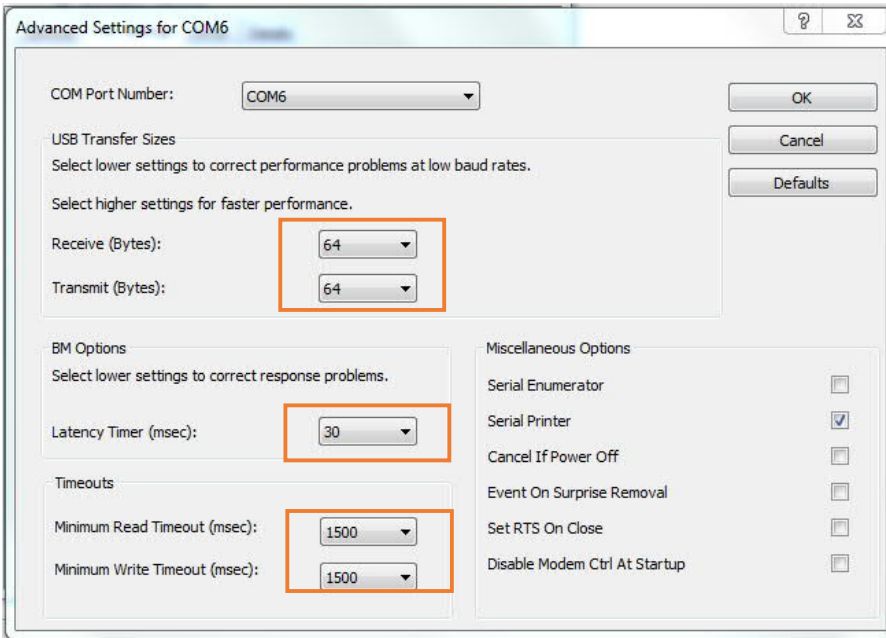 Advanced Settings for COM6
COM Port Number: COM6
OK
USB Transfer Sizes
Cancel
Select lower settings to correct performance problems at low baud rates.
Defaults
Select higher settings for faster performance.
Receive (Bytes): 64
Transmit (Bytes): 64
BM Options
Select lower settings to correct response problems.
Latency Timer (msec): 30
Timeouts
Minimum Read Timeout (msec): 1500
Minimum Write Timeout (msec): 1500
Miscellaneous Options
Serial Enumerator
Serial Printer
Cancel If Power Off
Event On Surprise Removal
Set RTS On Close
Disable Modem Ctrl At Startup